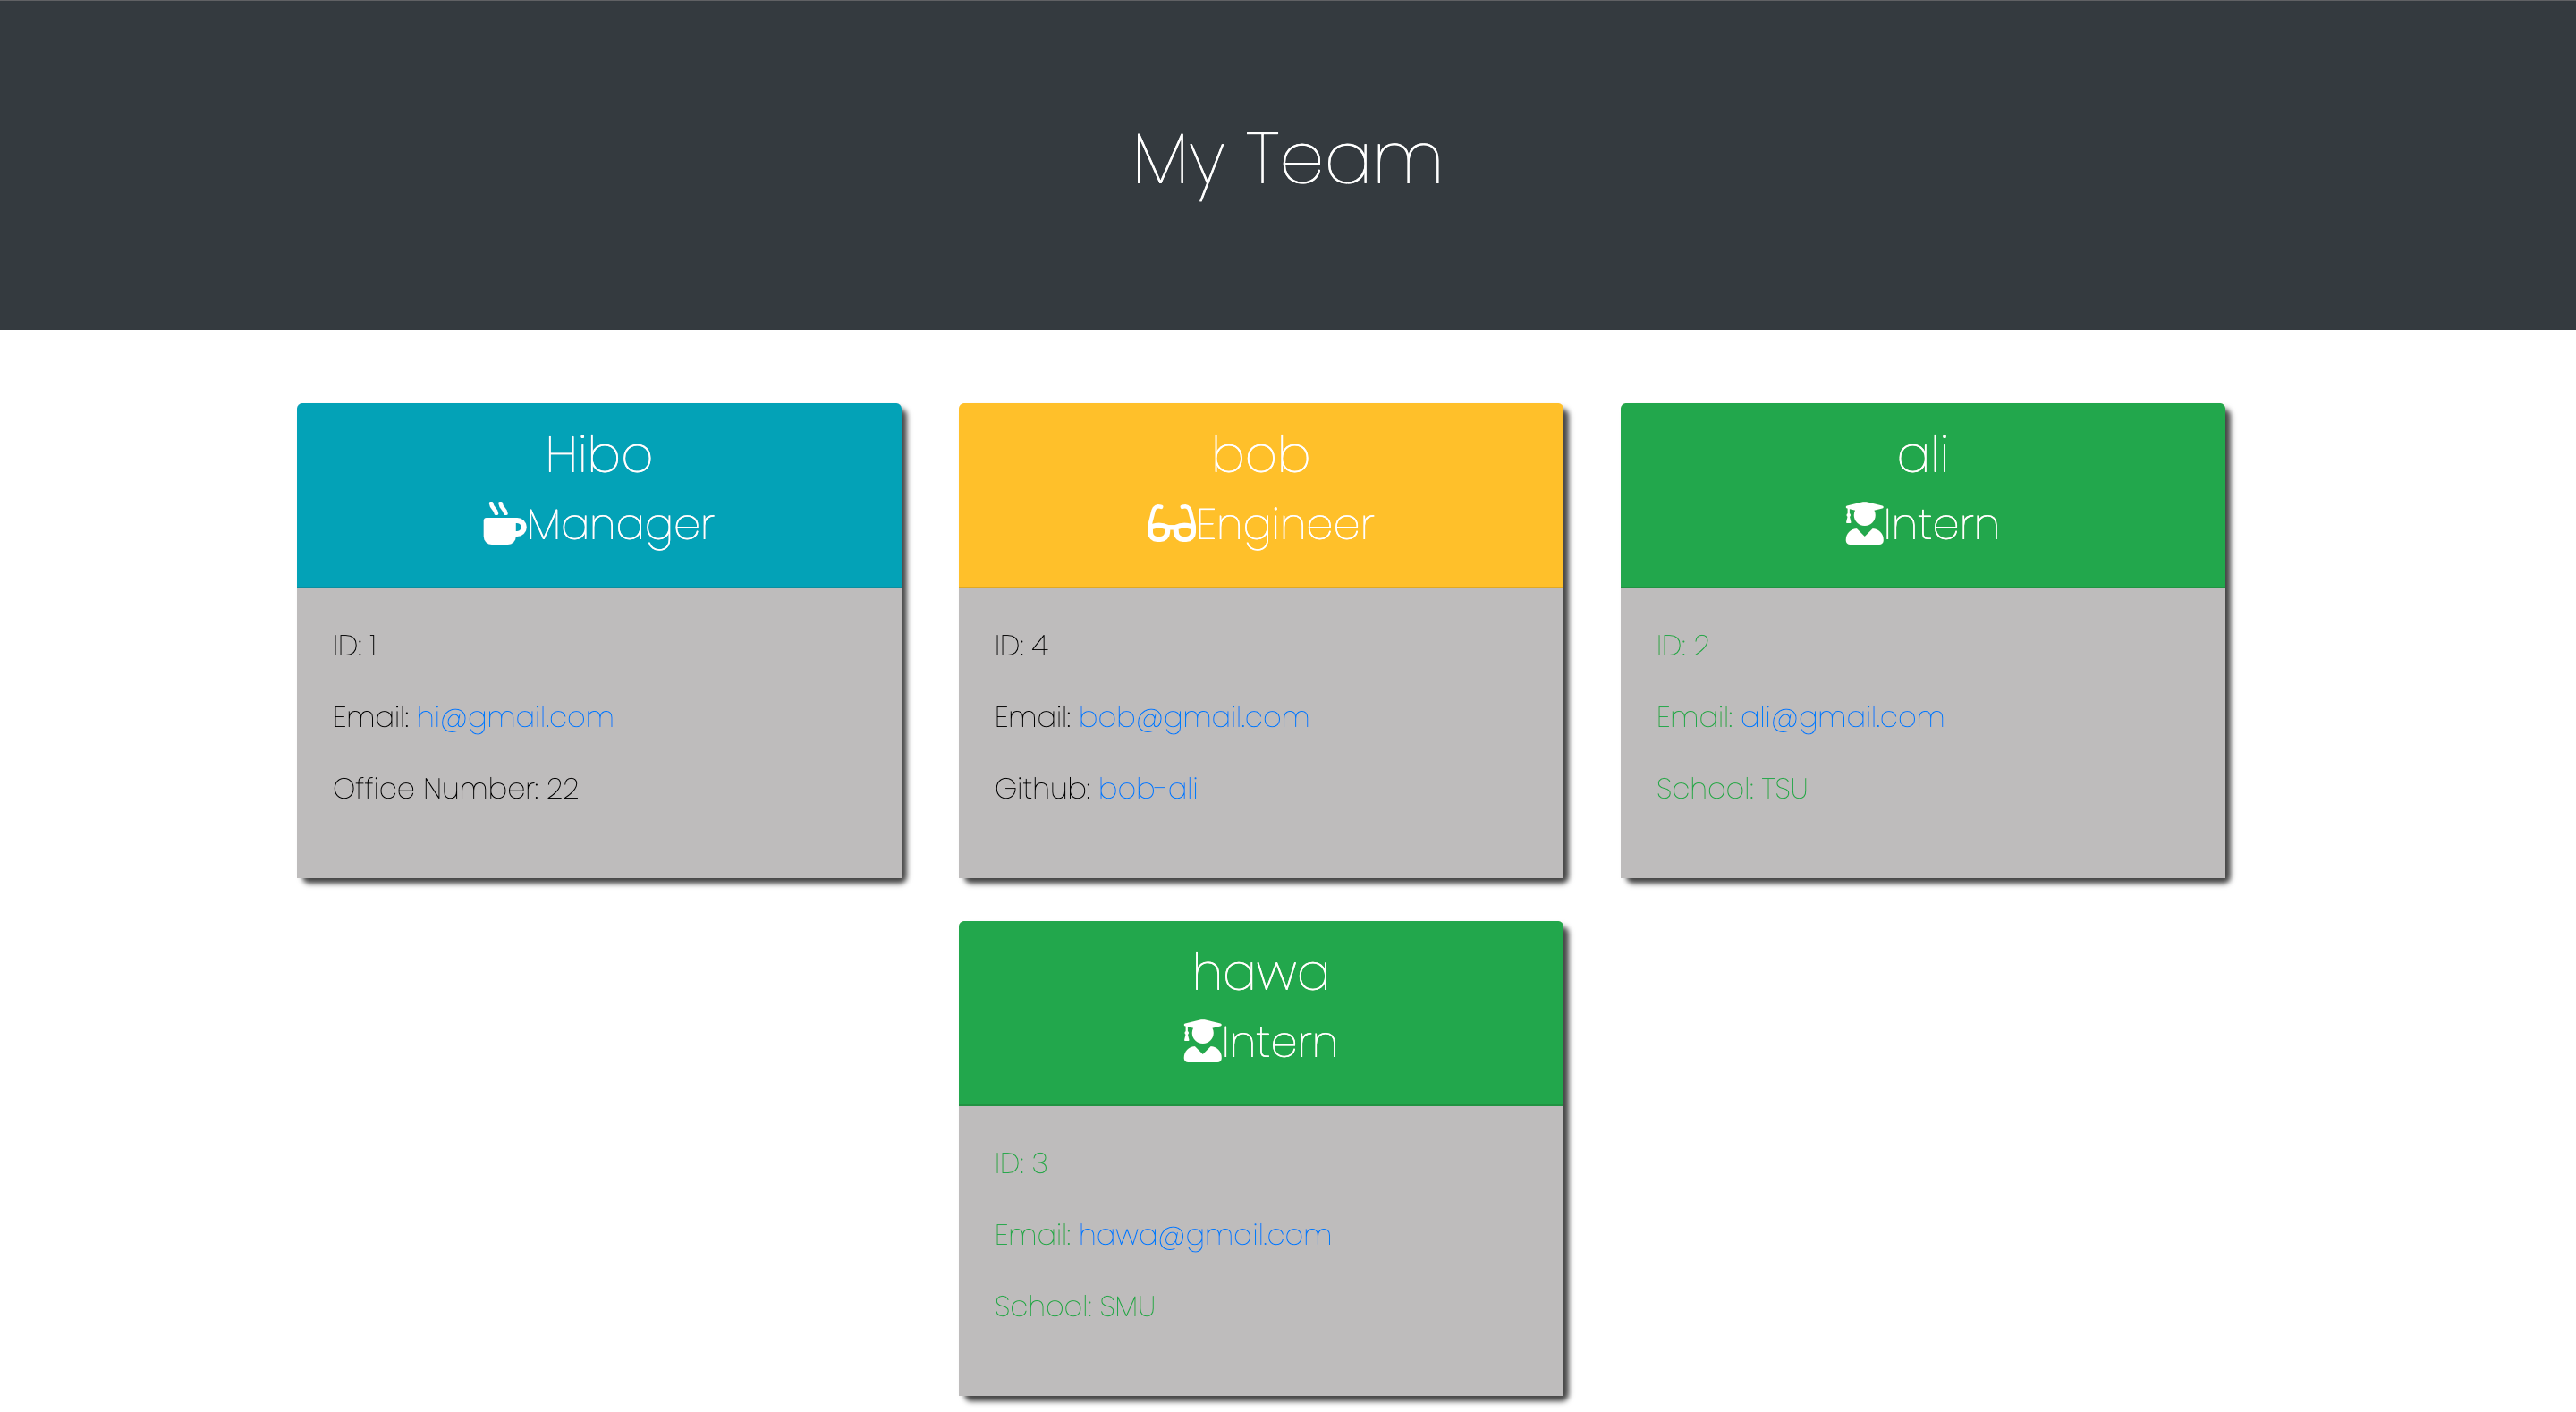 My Team
Hibo
Manager
ID: 1
Email: hi@gmail.com
Office Number: 22
bob
Engineer
ID: 4
Email: bob@gmail.com
Github: bob-ali
ali
Intern
ID: 2
Email: ali@gmail.com
School: TSU
hawa
Intern
ID: 3
Email: hawa@gmail.com
School: SMU